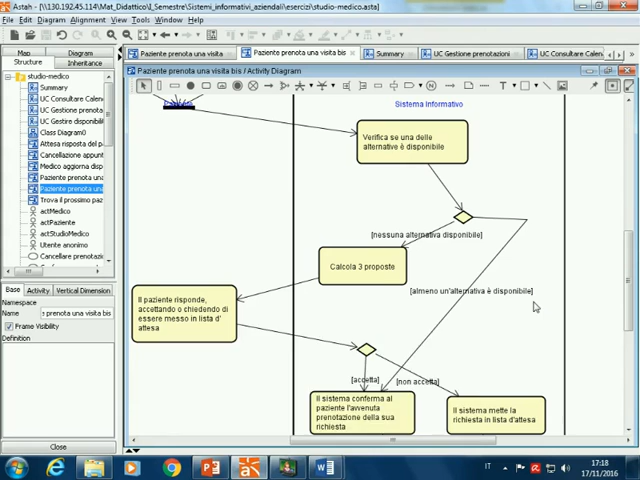 Astah - [\\130.192.45.114\Mat_Didattico\I_Semestre\Sistemi_informativi_aziendali\esercizi\studio-medico.asta]
File Edit Diagram Alignment View Tools Window Help
Map Diagram
Structure Inheritance
studio-medico
Summary
UC Consultare Calen
UC Gestione prenota
UC Gestire disponibi
Class Diagram0
Attesa risposta del p
Cancellazione appunt
Medico aggiorna disp
Paziente prenota una
Paziente prenota una
Trova il prossimo paz
actMedico
actPaziente
actStudioMedico
Utente anonimo
Cancellare prenotazi
Base Activity Vertical Dimension
Namespace
Name e prenota una visita bis
Frame Visibility
Definition
Close
Paziente prenota una visita
Paziente prenota una visita bis
Summary
UC Gestione prenotazioni
UC Consultare Calen
Paziente prenota una visita bis / Activity Diagram
Sistema Informativo
Verifica se una delle
alternative è disponibile
[nessuna alternativa disponibile]
Calcola 3 proposte
[almeno un'alternativa è disponibile]
Il paziente risponde,
accettando o chiedendo di
essere messo in lista d'
attesa
[accetta]
[non accetta]
Il sistema conferma al
paziente l'avvenuta
prenotazione della sua
richiesta
Il sistema mette la
richiesta in lista d'attesa
IT
17:18
17/11/2016